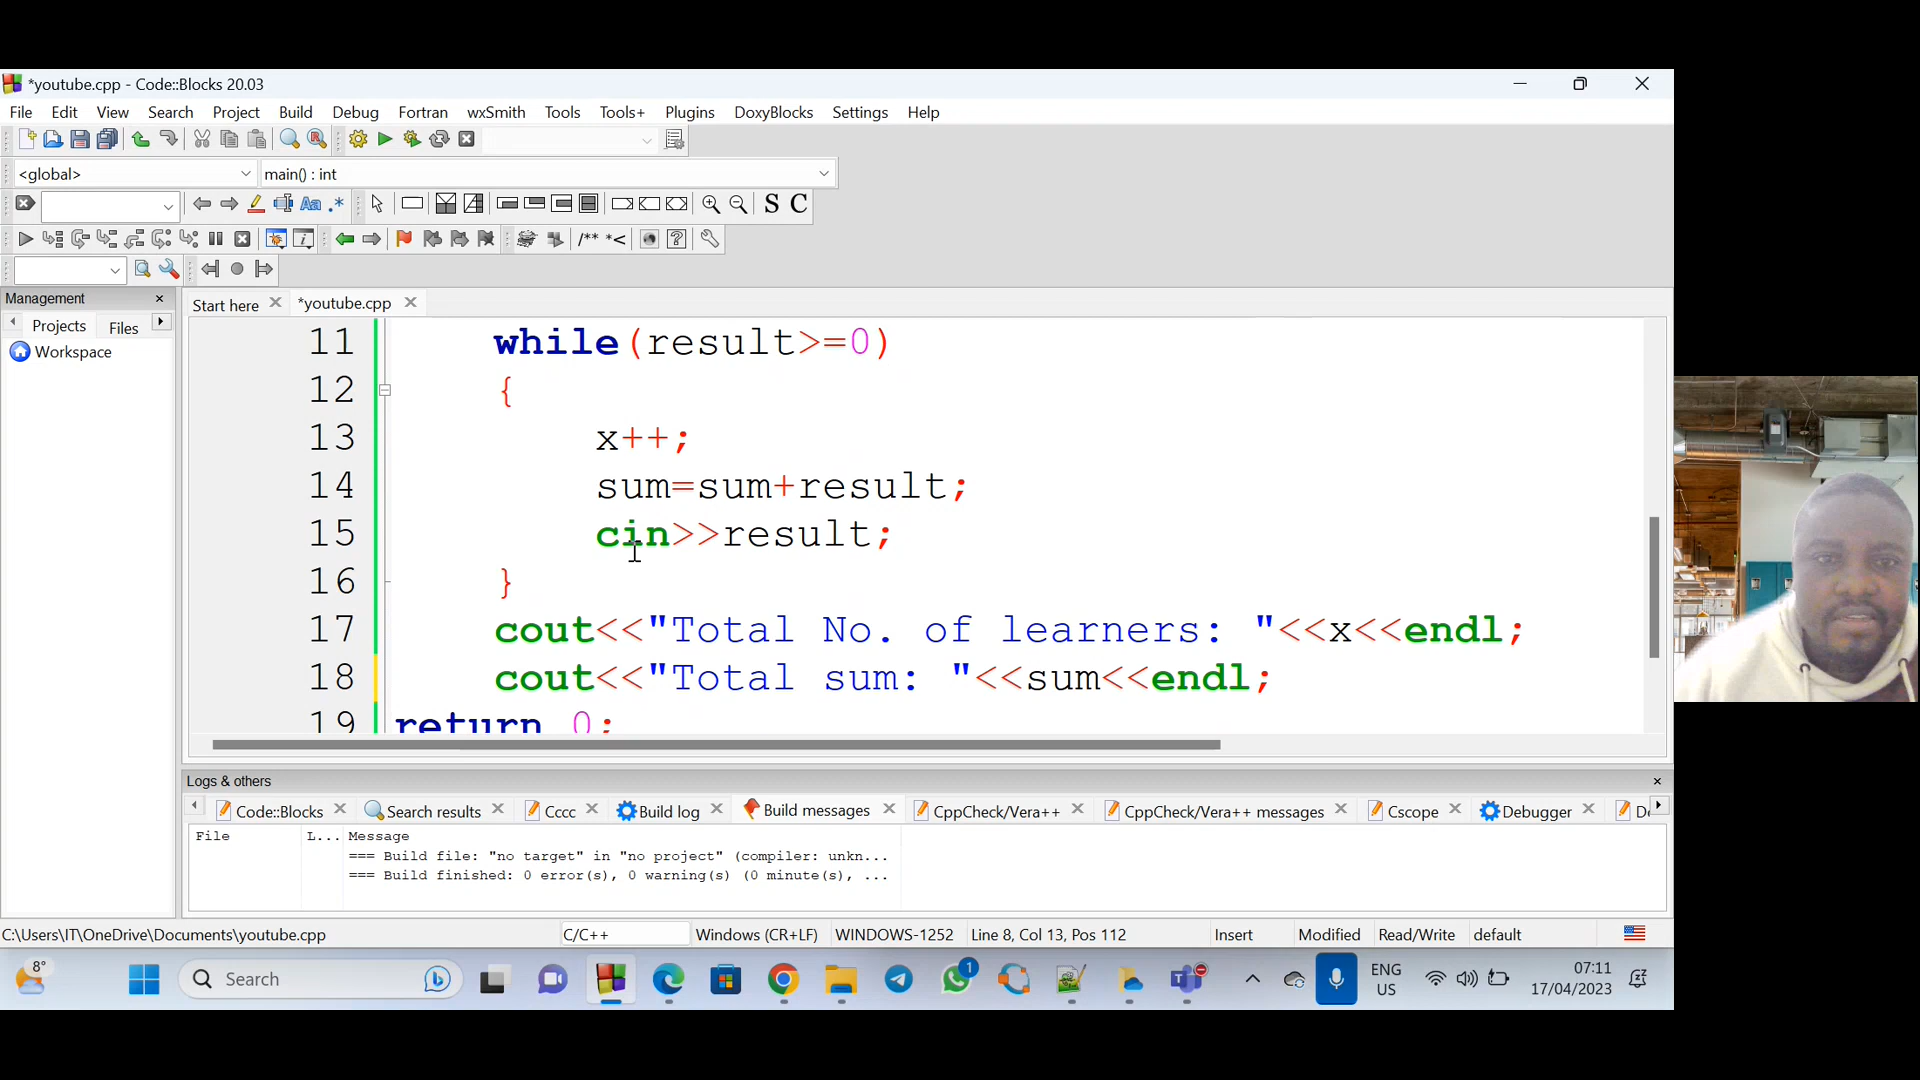 *youtube.cpp - Code::Blocks 20.03
File Edit View Search Project Build Debug Fortran wxSmith Tools Tools+ Plugins DoxyBlocks Settings Help
<global> main() : int
Aa .* S C
/** *<
Management
Projects Files
Workspace
Start here *youtube.cpp
11 while(result>=0)
12 {
13 x++;
14 sum=sum+result;
15 cin>>result;
16 }
17 cout<<"Total No. of learners: "<<x<<endl;
18 cout<<"Total sum: "<<sum<<endl;
19 return 0;
Logs & others
Code::Blocks Search results Cccc Build log Build messages CppCheck/Vera++ CppCheck/Vera++ messages Cscope Debugger
File L... Message
=== Build file: "no target" in "no project" (compiler: unkn...
=== Build finished: 0 error(s), 0 warning(s) (0 minute(s), ...
C:\Users\IT\OneDrive\Documents\youtube.cpp C/C++ Windows (CR+LF) WINDOWS-1252 Line 8, Col 13, Pos 112 Insert Modified Read/Write default
8° Search 1 ENG US 07:11 17/04/2023